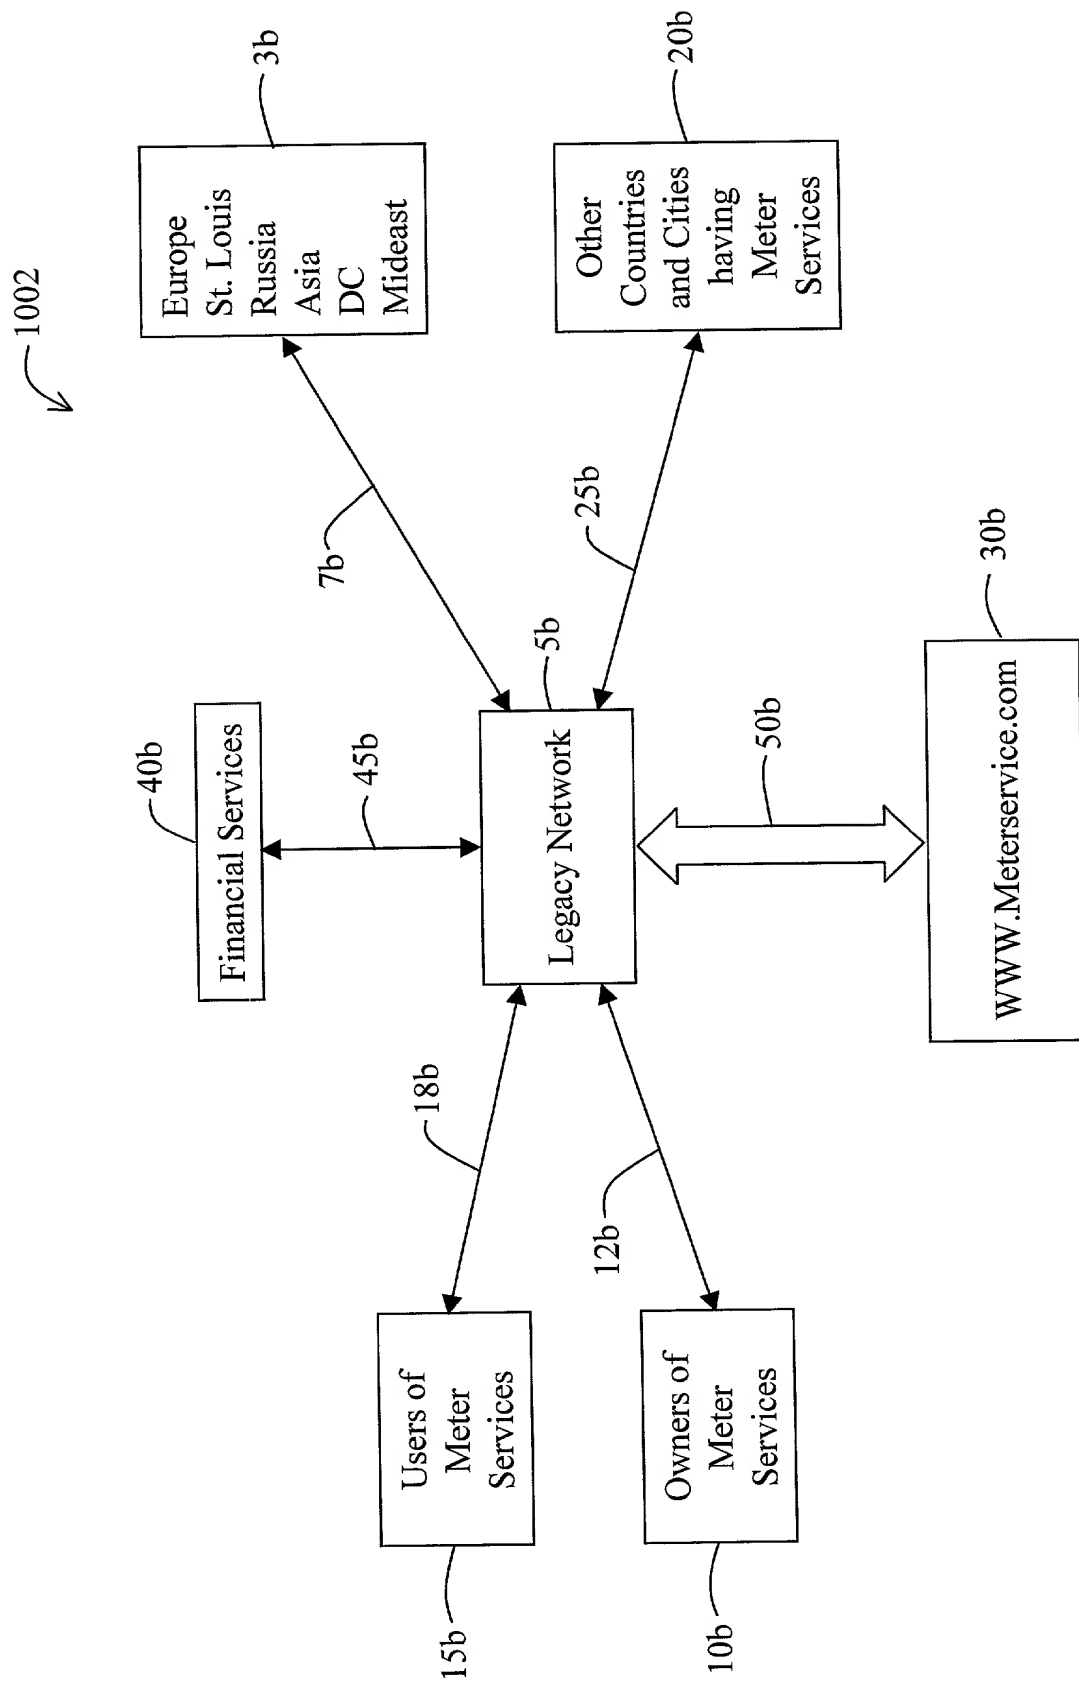 1002
40b
Financial Services
45b
3b
Europe
St. Louis
Russia
Asia
DC
Mideast
7b
15b
Users of
Meter
Services
18b
5b
Legacy Network
20b
Other
Countries
and Cities
having
Meter
Services
25b
10b
Owners of
Meter
Services
12b
50b
30b
WWW.Meterservice.com